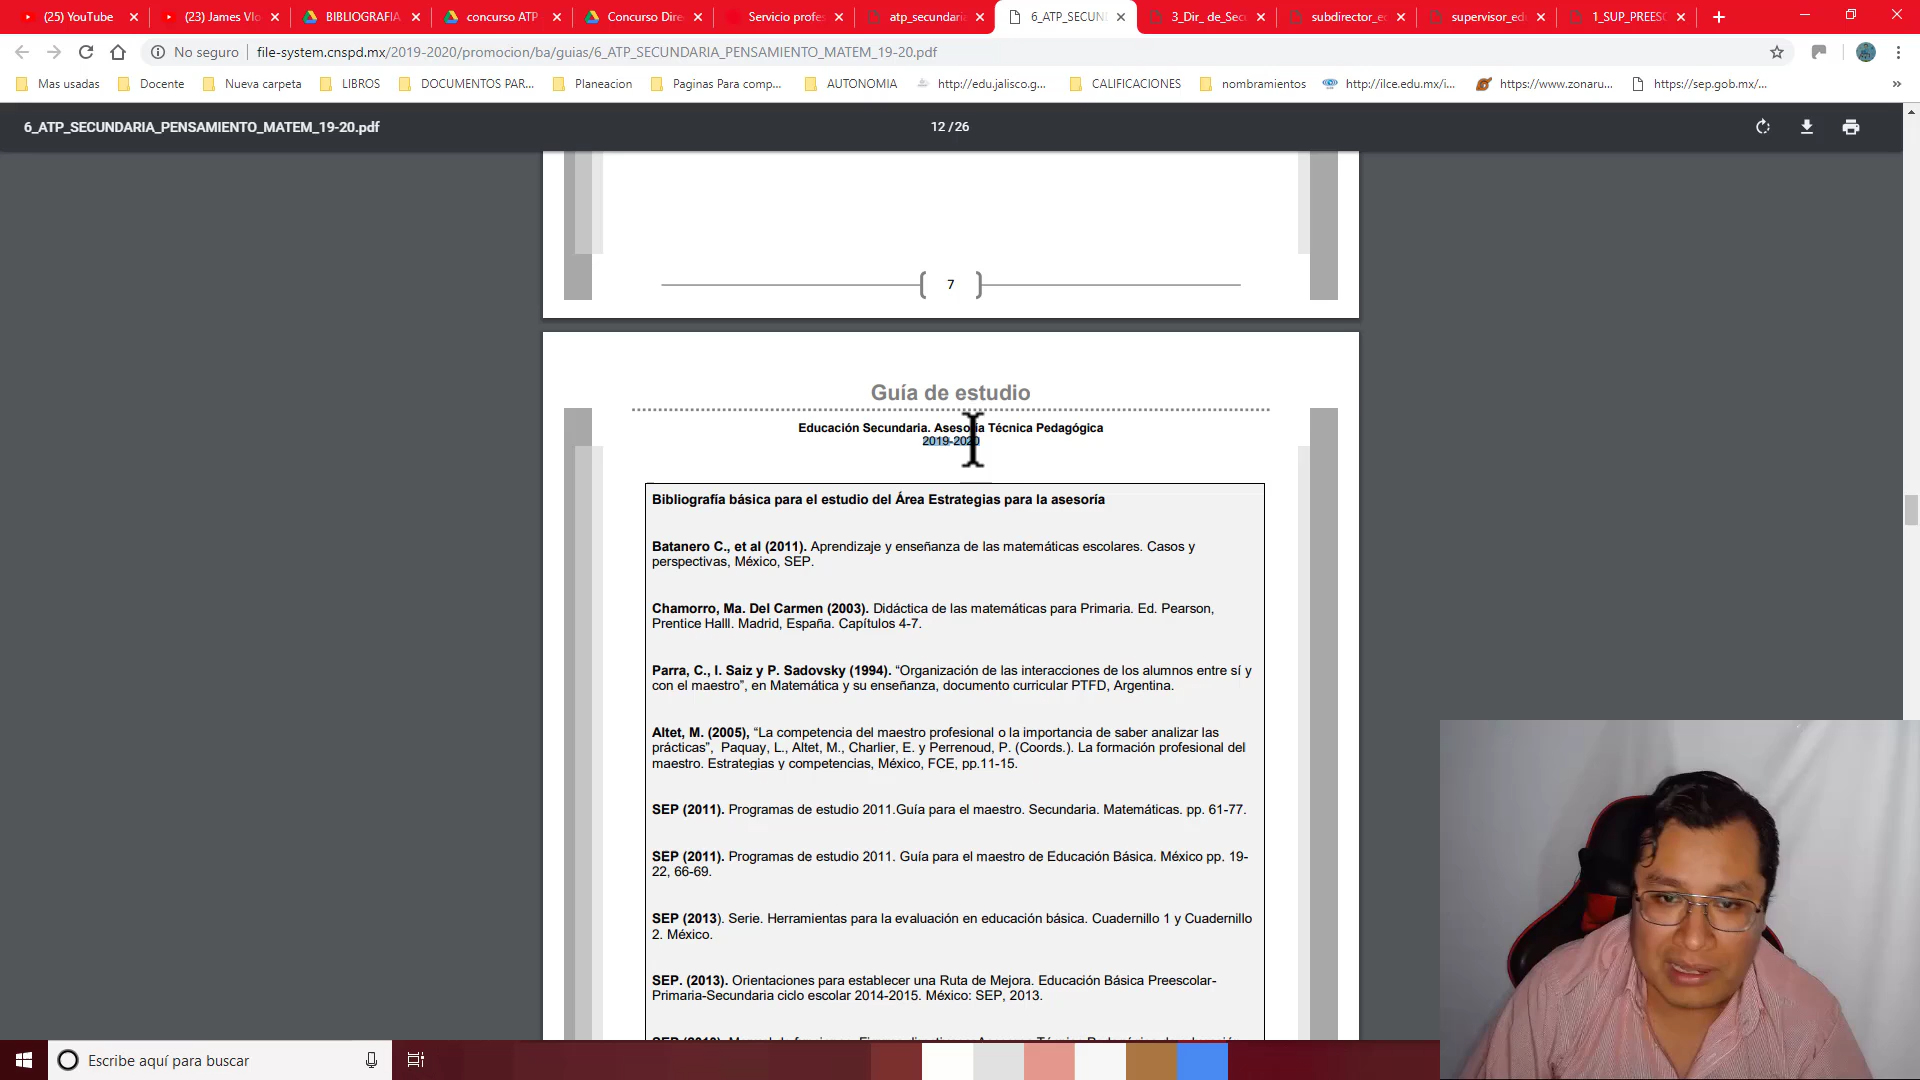 (25) YouTube
(23) James Vlo
BIBLIOGRAFIA
concurso ATP
Concurso Dire
Servicio profes
atp_secundaria
6_ATP_SECUN
3_Dir_ de_Sec
subdirector_e
supervisor_ed
1_SUP_PREES
No seguro
file-system.cnspd.mx/2019-2020/promocion/ba/guias/6_ATP_SECUNDARIA_PENSAMIENTO_MATEM_19-20.pdf
Mas usadas
Docente
Nueva carpeta
LIBROS
DOCUMENTOS PAR...
Planeacion
Paginas Para comp...
AUTONOMIA
http://edu.jalisco.g...
CALIFICACIONES
nombramientos
http://ilce.edu.mx/i...
https://www.zonaru...
https://sep.gob.mx/...
»
6_ATP_SECUNDARIA_PENSAMIENTO_MATEM_19-20.pdf
12 / 26
7
Guía de estudio
Educación Secundaria. Asesoría Técnica Pedagógica
2019-2020
Bibliografía básica para el estudio del Área Estrategias para la asesoría
Batanero C., et al (2011). Aprendizaje y enseñanza de las matemáticas escolares. Casos y
perspectivas, México, SEP.
Chamorro, Ma. Del Carmen (2003). Didáctica de las matemáticas para Primaria. Ed. Pearson,
Prentice Halll. Madrid, España. Capítulos 4-7.
Parra, C., I. Saiz y P. Sadovsky (1994). “Organización de las interacciones de los alumnos entre sí y
con el maestro”, en Matemática y su enseñanza, documento curricular PTFD, Argentina.
Altet, M. (2005), “La competencia del maestro profesional o la importancia de saber analizar las
prácticas”, Paquay, L., Altet, M., Charlier, E. y Perrenoud, P. (Coords.). La formación profesional del
maestro. Estrategias y competencias, México, FCE, pp.11-15.
SEP (2011). Programas de estudio 2011.Guía para el maestro. Secundaria. Matemáticas. pp. 61-77.
SEP (2011). Programas de estudio 2011. Guía para el maestro de Educación Básica. México pp. 19-
22, 66-69.
SEP (2013). Serie. Herramientas para la evaluación en educación básica. Cuadernillo 1 y Cuadernillo
2. México.
SEP. (2013). Orientaciones para establecer una Ruta de Mejora. Educación Básica Preescolar-
Primaria-Secundaria ciclo escolar 2014-2015. México: SEP, 2013.
Escribe aquí para buscar